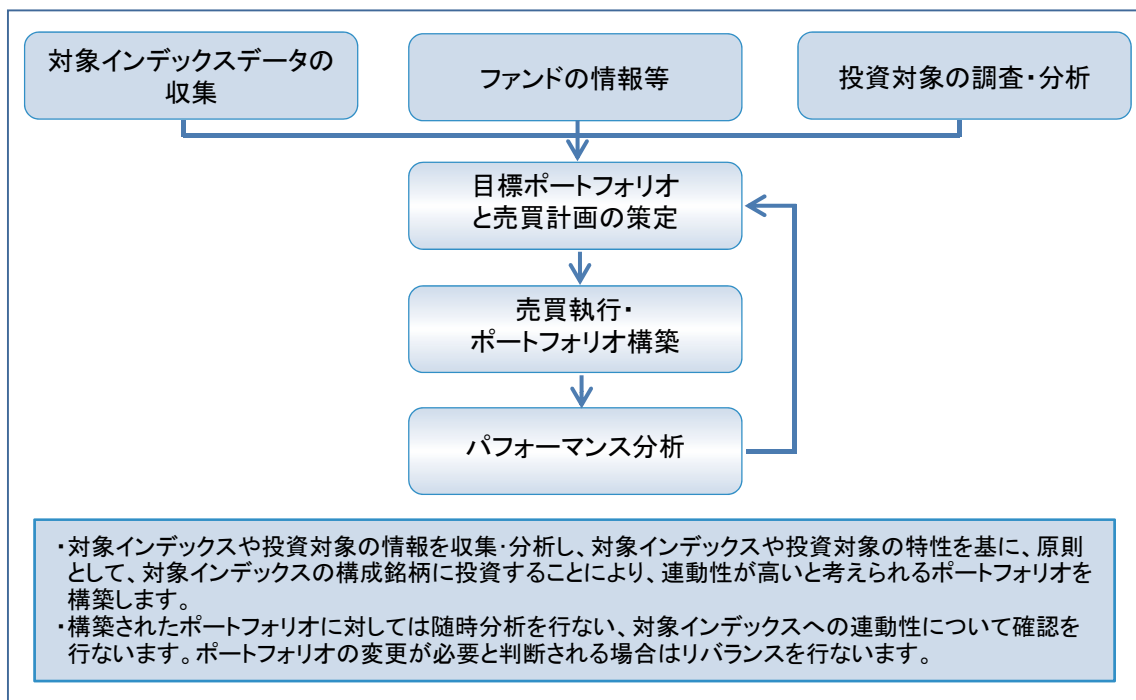 対象インデックスデータの
収集
ファンドの情報等
投資対象の調査・分析
目標ポートフォリオ
と売買計画の策定
売買執行・
ポートフォリオ構築
パフォーマンス分析
・対象インデックスや投資対象の情報を収集・分析し、対象インデックスや投資対象の特性を基に、原則
として、対象インデックスの構成銘柄に投資することにより、連動性が高いと考えられるポートフォリオを
構築します。
・構築されたポートフォリオに対しては随時分析を行ない、対象インデックスへの連動性について確認を
行ないます。ポートフォリオの変更が必要と判断される場合はリバランスを行ないます。